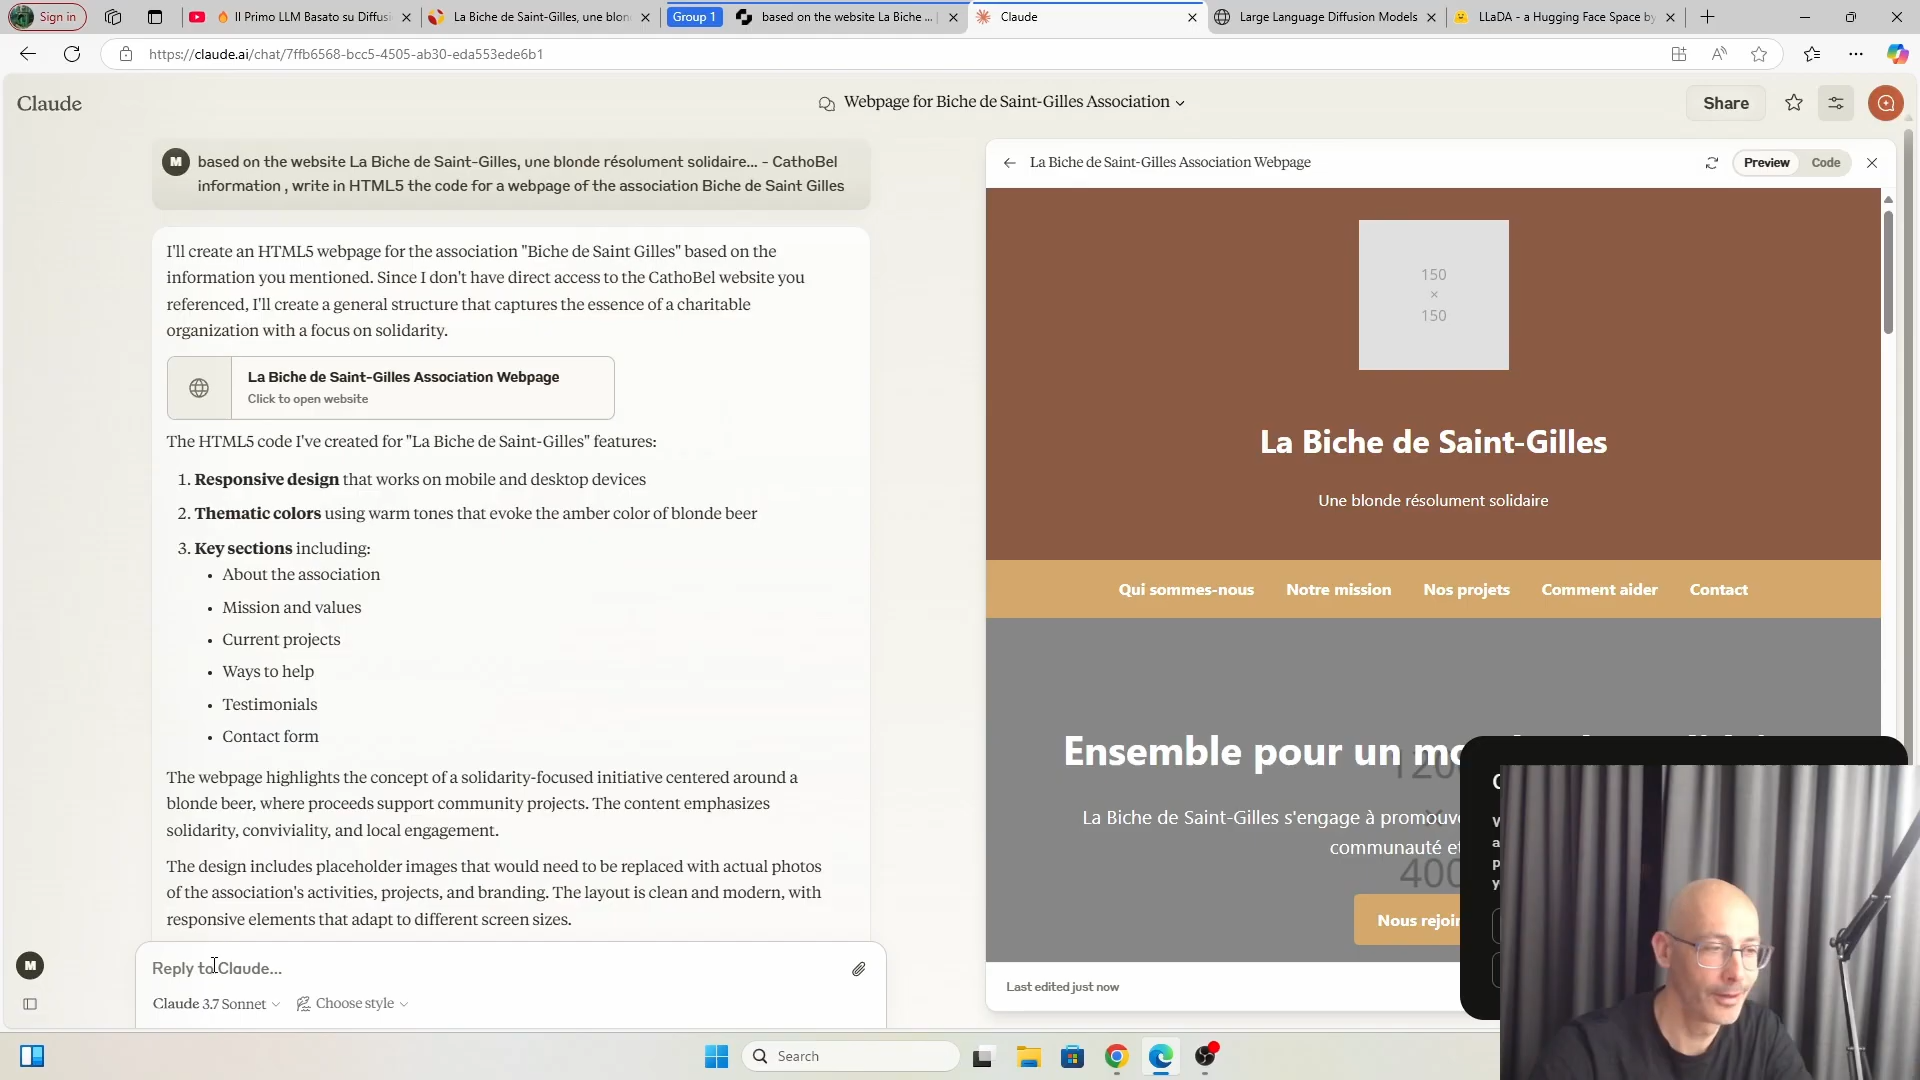 Sign in
Il Primo LLM Basato su Diffusi
La Biche de Saint-Gilles, une blon
Group 1
based on the website La Biche ...
Claude
Large Language Diffusion Models
LLaDA - a Hugging Face Space by
https://claude.ai/chat/7ffb6568-bcc5-4505-ab30-eda553ede6b1
Claude
Webpage for Biche de Saint-Gilles Association
Share
M
based on the website La Biche de Saint-Gilles, une blonde résolument solidaire... - CathoBel
information , write in HTML5 the code for a webpage of the association Biche de Saint Gilles
I'll create an HTML5 webpage for the association "Biche de Saint Gilles" based on the
information you mentioned. Since I don't have direct access to the CathoBel website you
referenced, I'll create a general structure that captures the essence of a charitable
organization with a focus on solidarity.
La Biche de Saint-Gilles Association Webpage
Click to open website
The HTML5 code I've created for "La Biche de Saint-Gilles" features:
1. Responsive design that works on mobile and desktop devices
2. Thematic colors using warm tones that evoke the amber color of blonde beer
3. Key sections including:
• About the association
• Mission and values
• Current projects
• Ways to help
• Testimonials
• Contact form
The webpage highlights the concept of a solidarity-focused initiative centered around a
blonde beer, where proceeds support community projects. The content emphasizes
solidarity, conviviality, and local engagement.
The design includes placeholder images that would need to be replaced with actual photos
of the association's activities, projects, and branding. The layout is clean and modern, with
responsive elements that adapt to different screen sizes.
M
Reply to Claude...
Claude 3.7 Sonnet
Choose style
La Biche de Saint-Gilles Association Webpage
Preview
Code
150
×
150
La Biche de Saint-Gilles
Une blonde résolument solidaire
Qui sommes-nous
Notre mission
Nos projets
Comment aider
Contact
Ensemble pour un mo
120
La Biche de Saint-Gilles s'engage à promouv
communauté et
400
Nous rejoin
Last edited just now
Search